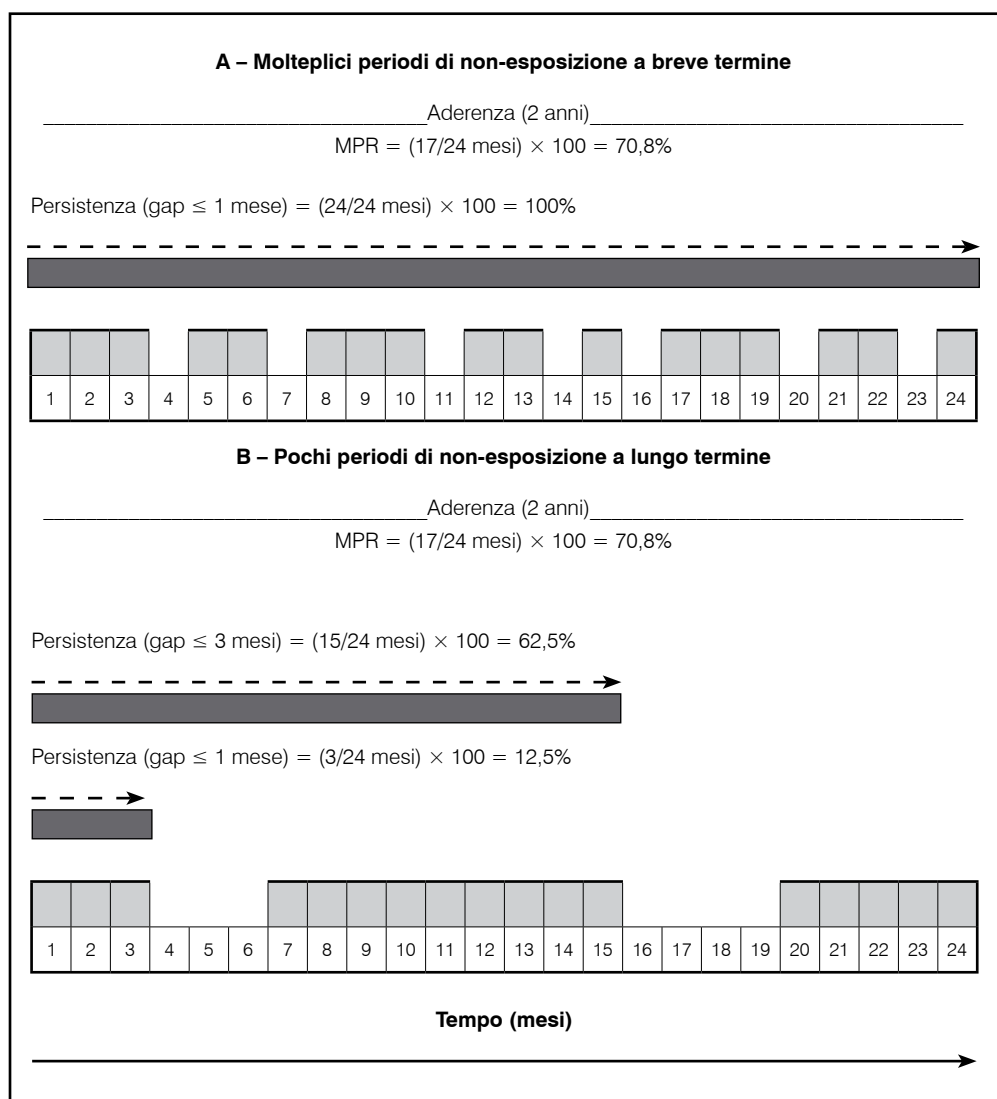 A – Molteplici periodi di non-esposizione a breve termine
Aderenza (2 anni)
MPR = (17/24 mesi) × 100 = 70,8%
Persistenza (gap ≤ 1 mese) = (24/24 mesi) × 100 = 100%
1 2 3 4 5 6 7 8 9 10 11 12 13 14 15 16 17 18 19 20 21 22 23 24
B – Pochi periodi di non-esposizione a lungo termine
Aderenza (2 anni)
MPR = (17/24 mesi) × 100 = 70,8%
Persistenza (gap ≤ 3 mesi) = (15/24 mesi) × 100 = 62,5%
Persistenza (gap ≤ 1 mese) = (3/24 mesi) × 100 = 12,5%
1 2 3 4 5 6 7 8 9 10 11 12 13 14 15 16 17 18 19 20 21 22 23 24
Tempo (mesi)